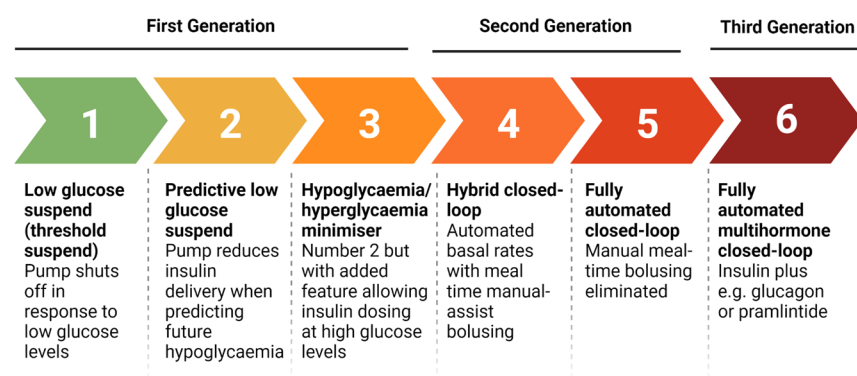 First Generation
Second Generation
Third Generation
1
2
3
4
5
6
Low glucose
suspend
(threshold
suspend)
Pump shuts
off in
response to
low glucose
levels
Predictive low
glucose
suspend
Pump reduces
insulin
delivery when
predicting
future
hypoglycaemia
Hypoglycaemia/
hyperglycaemia
minimiser
Number 2 but
with added
feature allowing
insulin dosing
at high glucose
levels
Hybrid closed-
loop
Automated
basal rates
with meal
time manual-
assist
bolusing
Fully
automated
closed-loop
Manual meal-
time bolusing
eliminated
Fully
automated
multihormone
closed-loop
Insulin plus
e.g. glucagon
or pramlintide